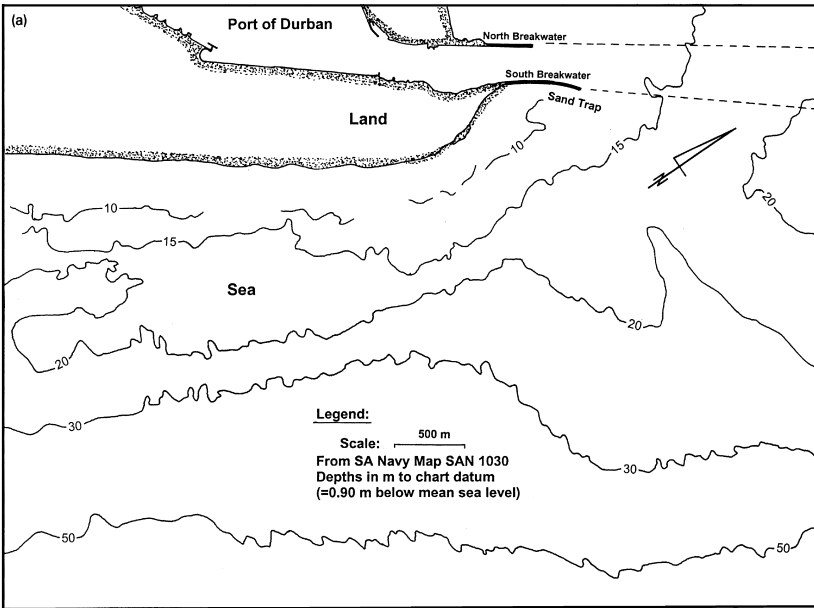 (a)
Port of Durban
North Breakwater
South Breakwater
Sand Trap
Land
10
15
20
10
15
Sea
20
20
30
30
50
50
N
Legend:
Scale: 500 m
From SA Navy Map SAN 1030
Depths in m to chart datum
(=0.90 m below mean sea level)